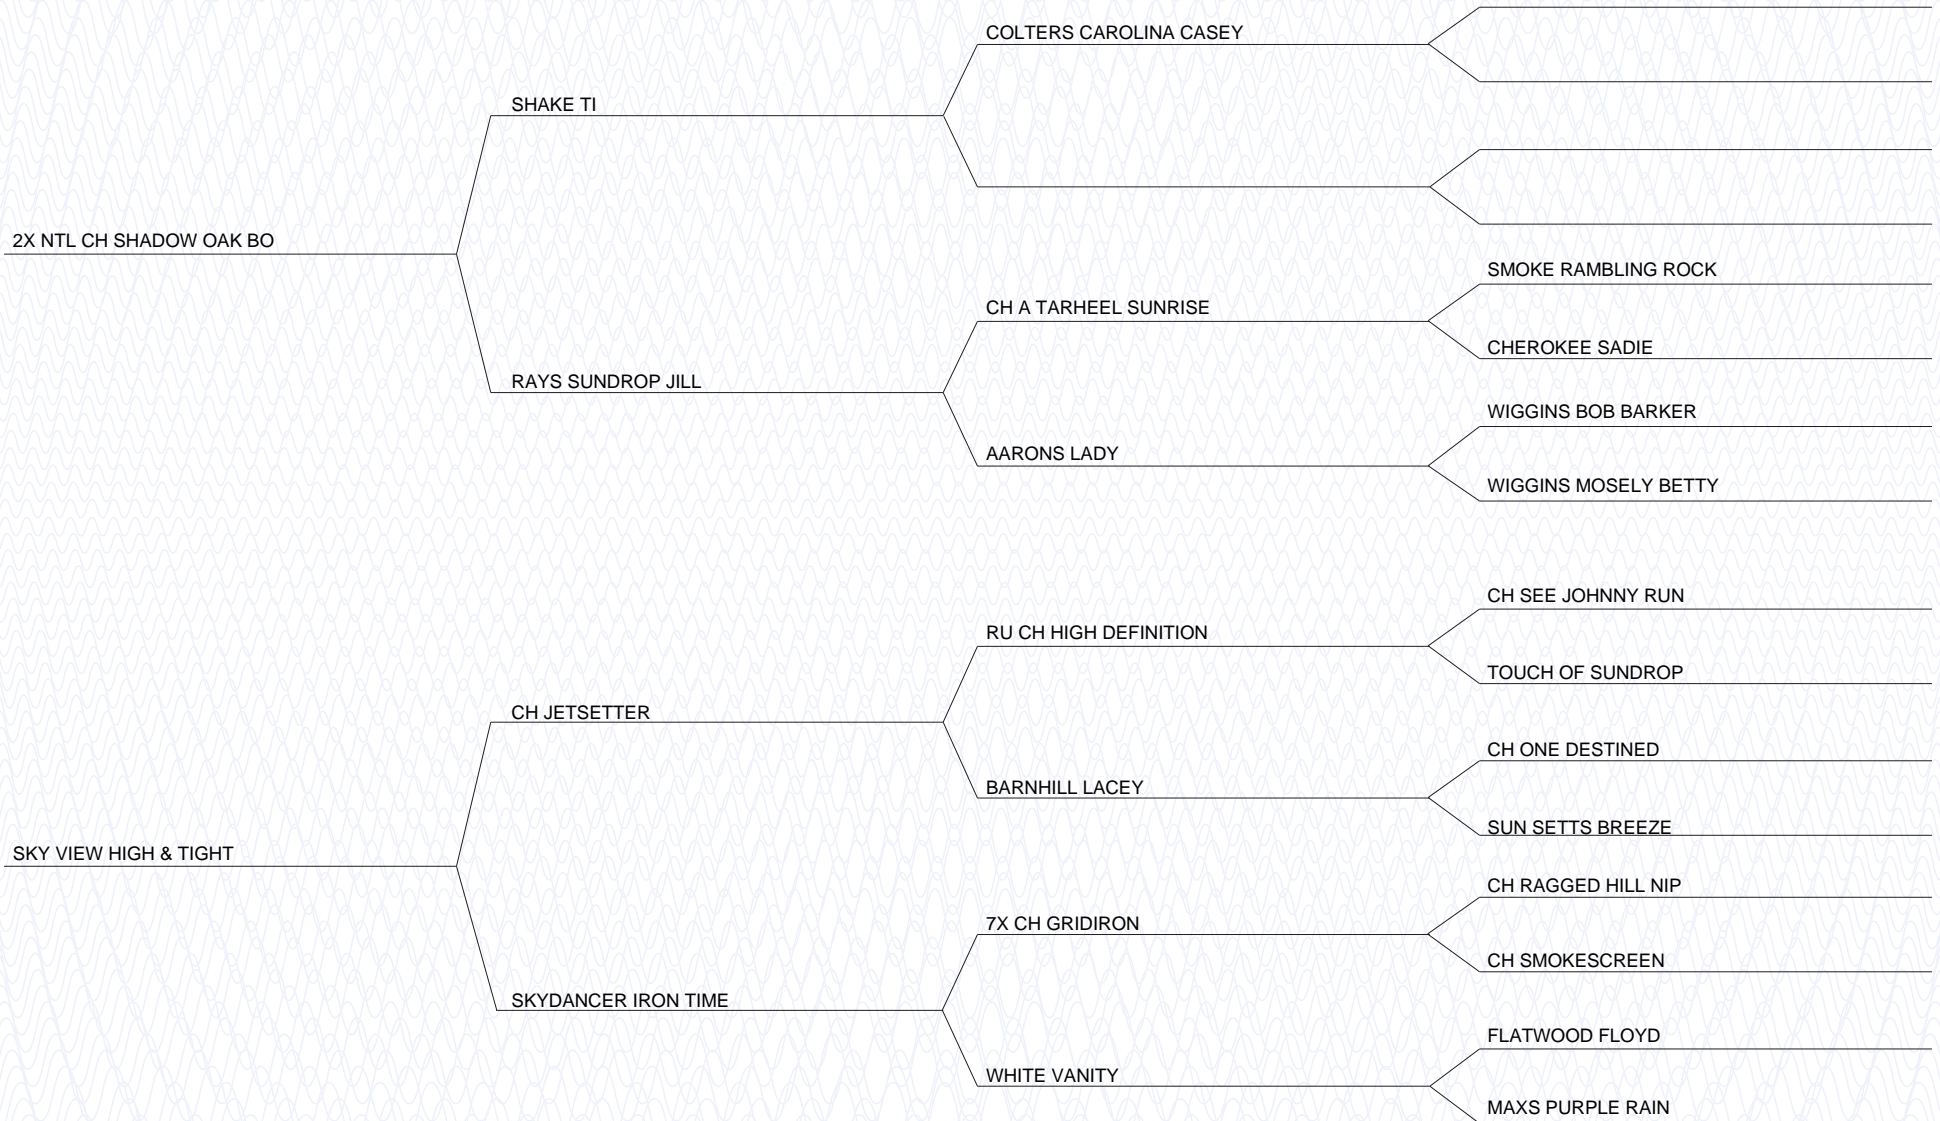 COLTERS CAROLINA CASEY
SHAKE TI
2X NTL CH SHADOW OAK BO
SMOKE RAMBLING ROCK
CH A TARHEEL SUNRISE
CHEROKEE SADIE
RAYS SUNDROP JILL
WIGGINS BOB BARKER
AARONS LADY
WIGGINS MOSELY BETTY
CH SEE JOHNNY RUN
RU CH HIGH DEFINITION
TOUCH OF SUNDROP
CH JETSETTER
CH ONE DESTINED
BARNHILL LACEY
SUN SETTS BREEZE
SKY VIEW HIGH & TIGHT
CH RAGGED HILL NIP
7X CH GRIDIRON
CH SMOKESCREEN
SKYDANCER IRON TIME
FLATWOOD FLOYD
WHITE VANITY
MAXS PURPLE RAIN